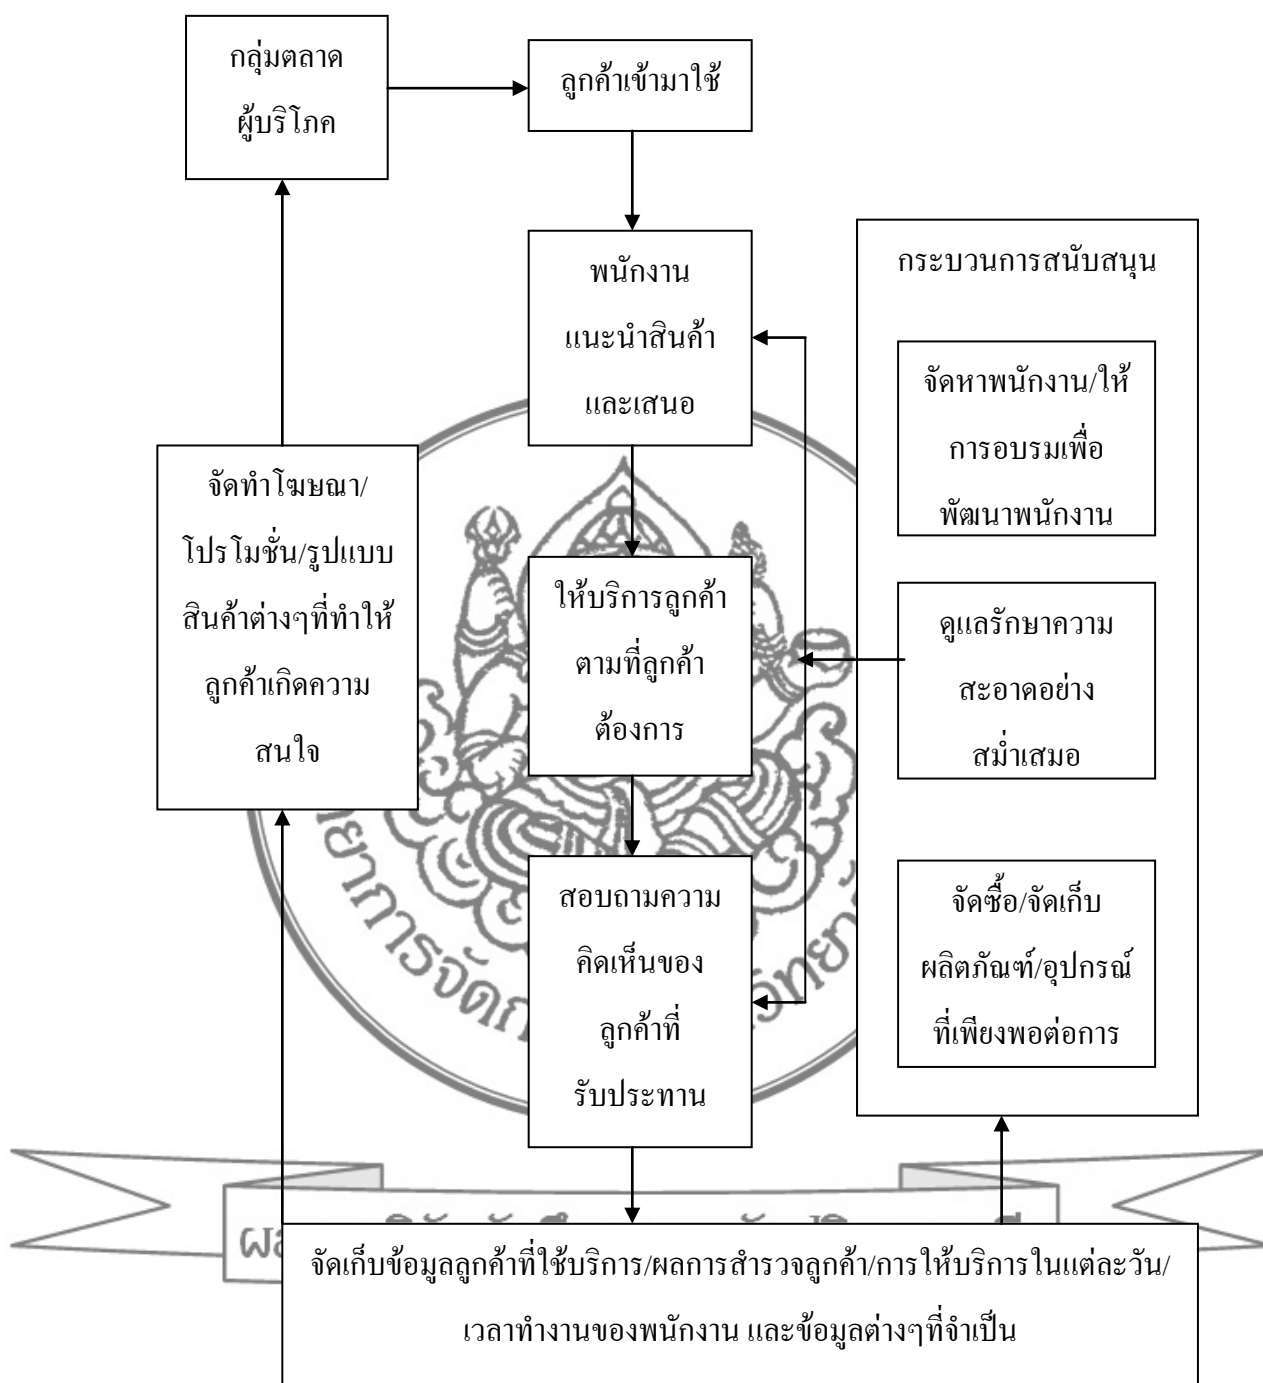 กลุ่มตลาด
ผู้บริโภค
ลูกค้าเข้ามาใช้
พนักงาน
แนะนำสินค้า
และเสนอ
กระบวนการสนับสนุน
จัดหาพนักงาน/ให้
การอบรมเพื่อ
พัฒนาพนักงาน
จัดทำโฆษณา/
โปรโมชั่น/รูปแบบ
สินค้าต่างๆที่ทำให้
ลูกค้าเกิดความ
สนใจ
ให้บริการลูกค้า
ตามที่ลูกค้า
ต้องการ
ดูแลรักษาความ
สะอาดอย่าง
สม่ำเสมอ
สอบถามความ
คิดเห็นของ
ลูกค้าที่
รับประทาน
จัดซื้อ/จัดเก็บ
ผลิตภัณฑ์/อุปกรณ์
ที่เพียงพอต่อการ
จัดเก็บข้อมูลลูกค้าที่ใช้บริการ/ผลการสำรวจลูกค้า/การให้บริการในแต่ละวัน/
เวลาทำงานของพนักงาน และข้อมูลต่างๆที่จำเป็น